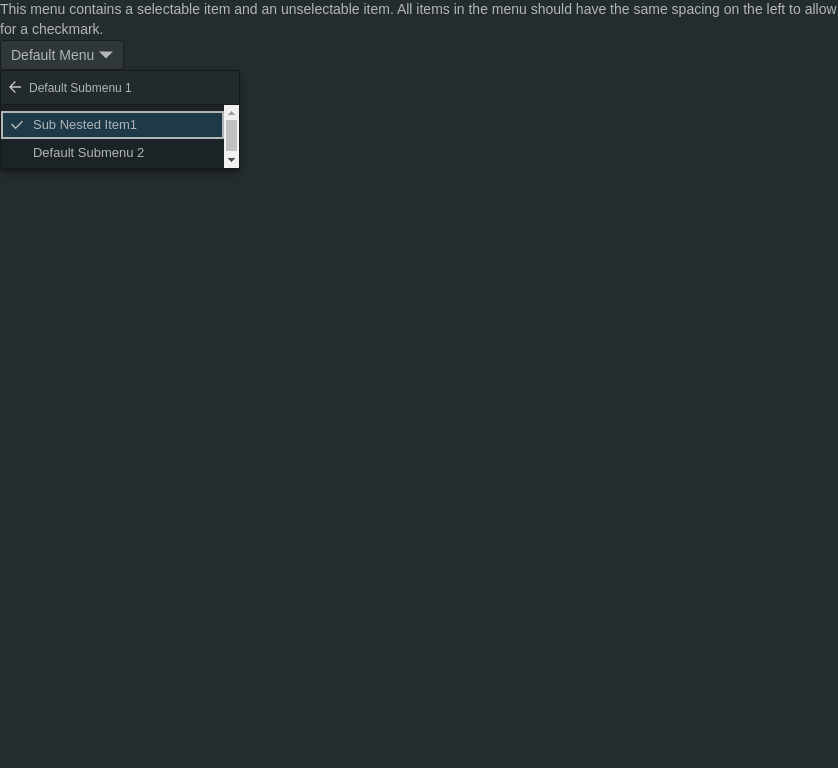 This menu contains a selectable item and an unselectable item. All items in the menu should have the same spacing on the left to allow
for a checkmark.
Default Menu
Default Submenu 1
Sub Nested Item1
Default Submenu 2